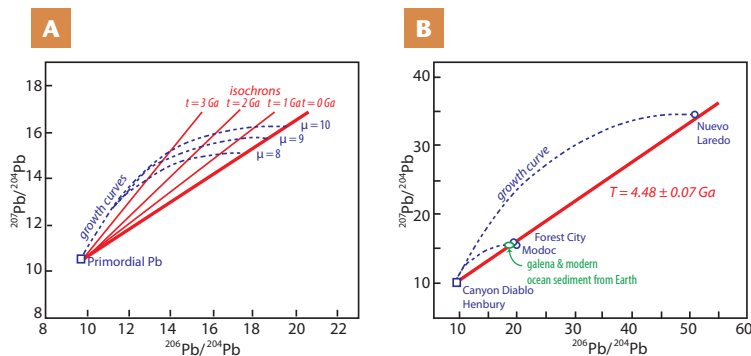 A
18
16
14
12
10
8
207Pb/204Pb
isochrons
t = 3 Ga t = 2 Ga t = 1 Ga t = 0 Ga
μ = 10
μ = 9
μ = 8
growth curves
Primordial Pb
8 10 12 14 16 18 20 22
206Pb/204Pb
B
40
30
20
15
10
207Pb/204Pb
growth curve
Nuevo
Laredo
T = 4.48 ± 0.07 Ga
Forest City
Modoc
galena & modern
ocean sediment from Earth
Canyon Diablo
Henbury
10 20 30 40 50
206Pb/204Pb